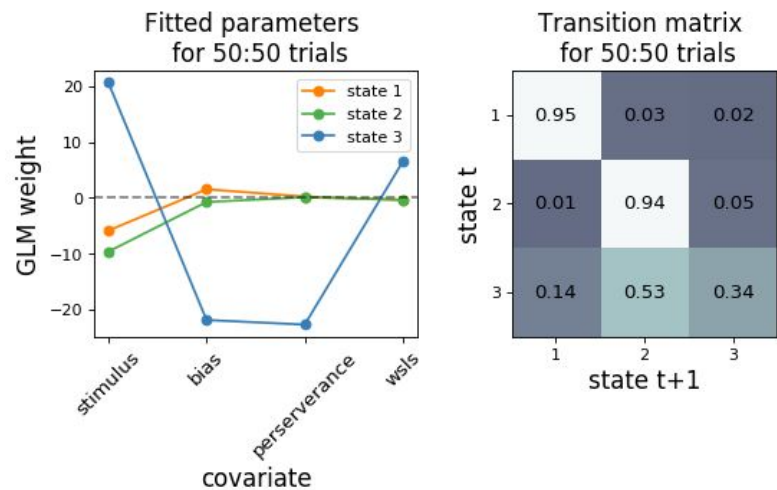 Fitted parameters
for 50:50 trials
20
10
0
−10
−20
GLM weight
state 1
state 2
state 3
stimulus
bias
perserverance
wsls
covariate
Transition matrix
for 50:50 trials
state t
1
0.95 0.03 0.02
2
0.01 0.94 0.05
3
0.14 0.53 0.34
1 2 3
state t+1